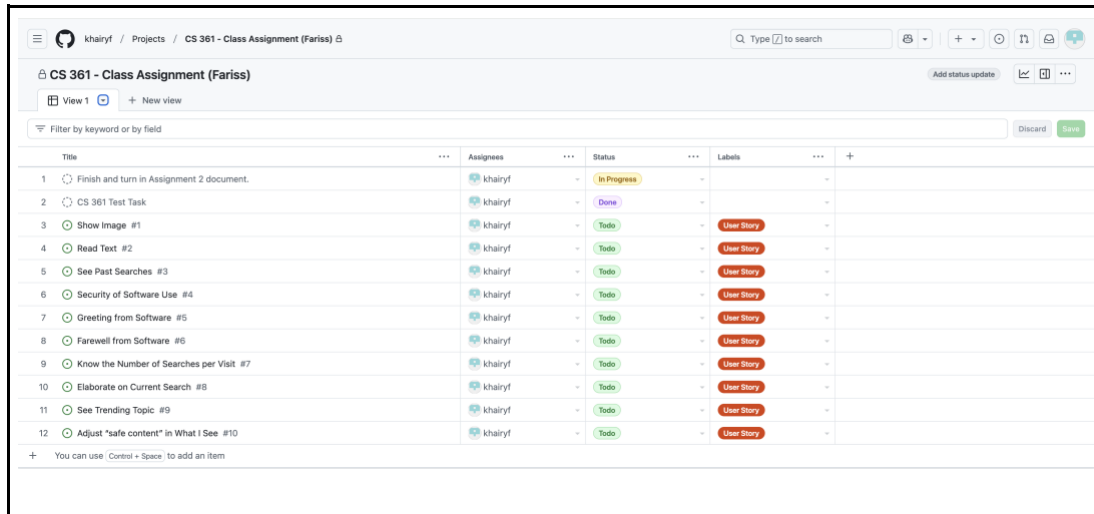 khairyf / Projects / CS 361 - Class Assignment (Fariss) Type / to search
CS 361 - Class Assignment (Fariss) Add status update
View 1 + New view
Filter by keyword or by field Discard Save
Title Assignees Status Labels
1 Finish and turn in Assignment 2 document. khairyf In Progress
2 CS 361 Test Task khairyf Done
3 Show Image #1 khairyf Todo User Story
4 Read Text #2 khairyf Todo User Story
5 See Past Searches #3 khairyf Todo User Story
6 Security of Software Use #4 khairyf Todo User Story
7 Greeting from Software #5 khairyf Todo User Story
8 Farewell from Software #6 khairyf Todo User Story
9 Know the Number of Searches per Visit #7 khairyf Todo User Story
10 Elaborate on Current Search #8 khairyf Todo User Story
11 See Trending Topic #9 khairyf Todo User Story
12 Adjust “safe content” in What I See #10 khairyf Todo User Story
+ You can use Control + Space to add an item